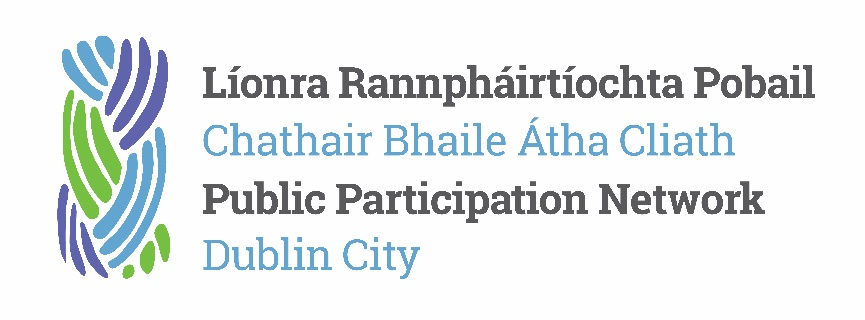 Líonra Rannpháirtíochta Pobail
Chathair Bhaile Átha Cliath
Public Participation Network
Dublin City